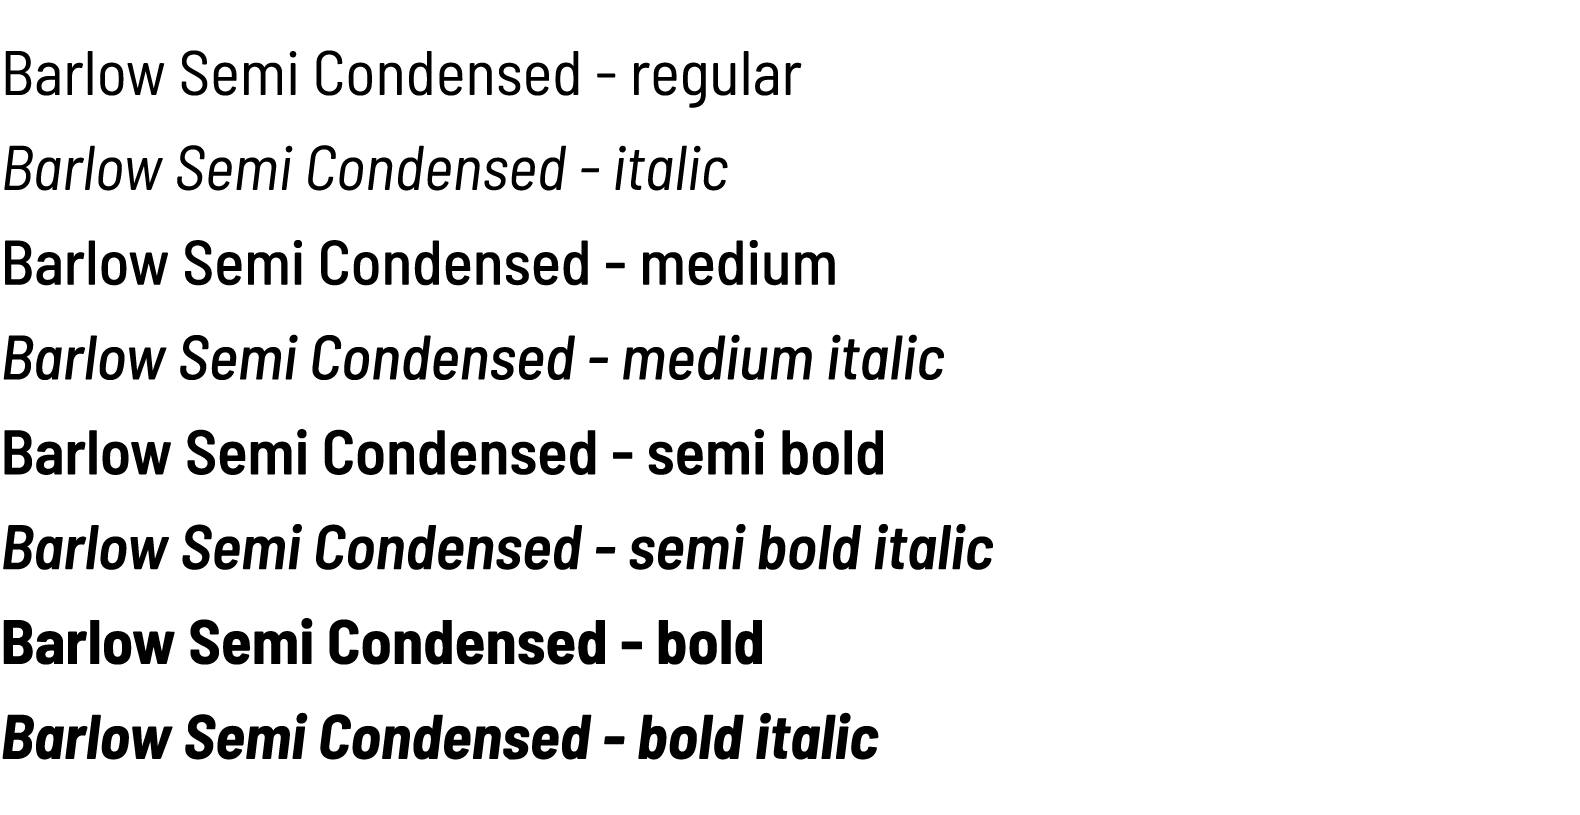 Barlow Semi Condensed - regular
Barlow Semi Condensed - italic
Barlow Semi Condensed - medium
Barlow Semi Condensed - medium italic
Barlow Semi Condensed - semi bold
Barlow Semi Condensed - semi bold italic
Barlow Semi Condensed - bold
Barlow Semi Condensed - bold italic